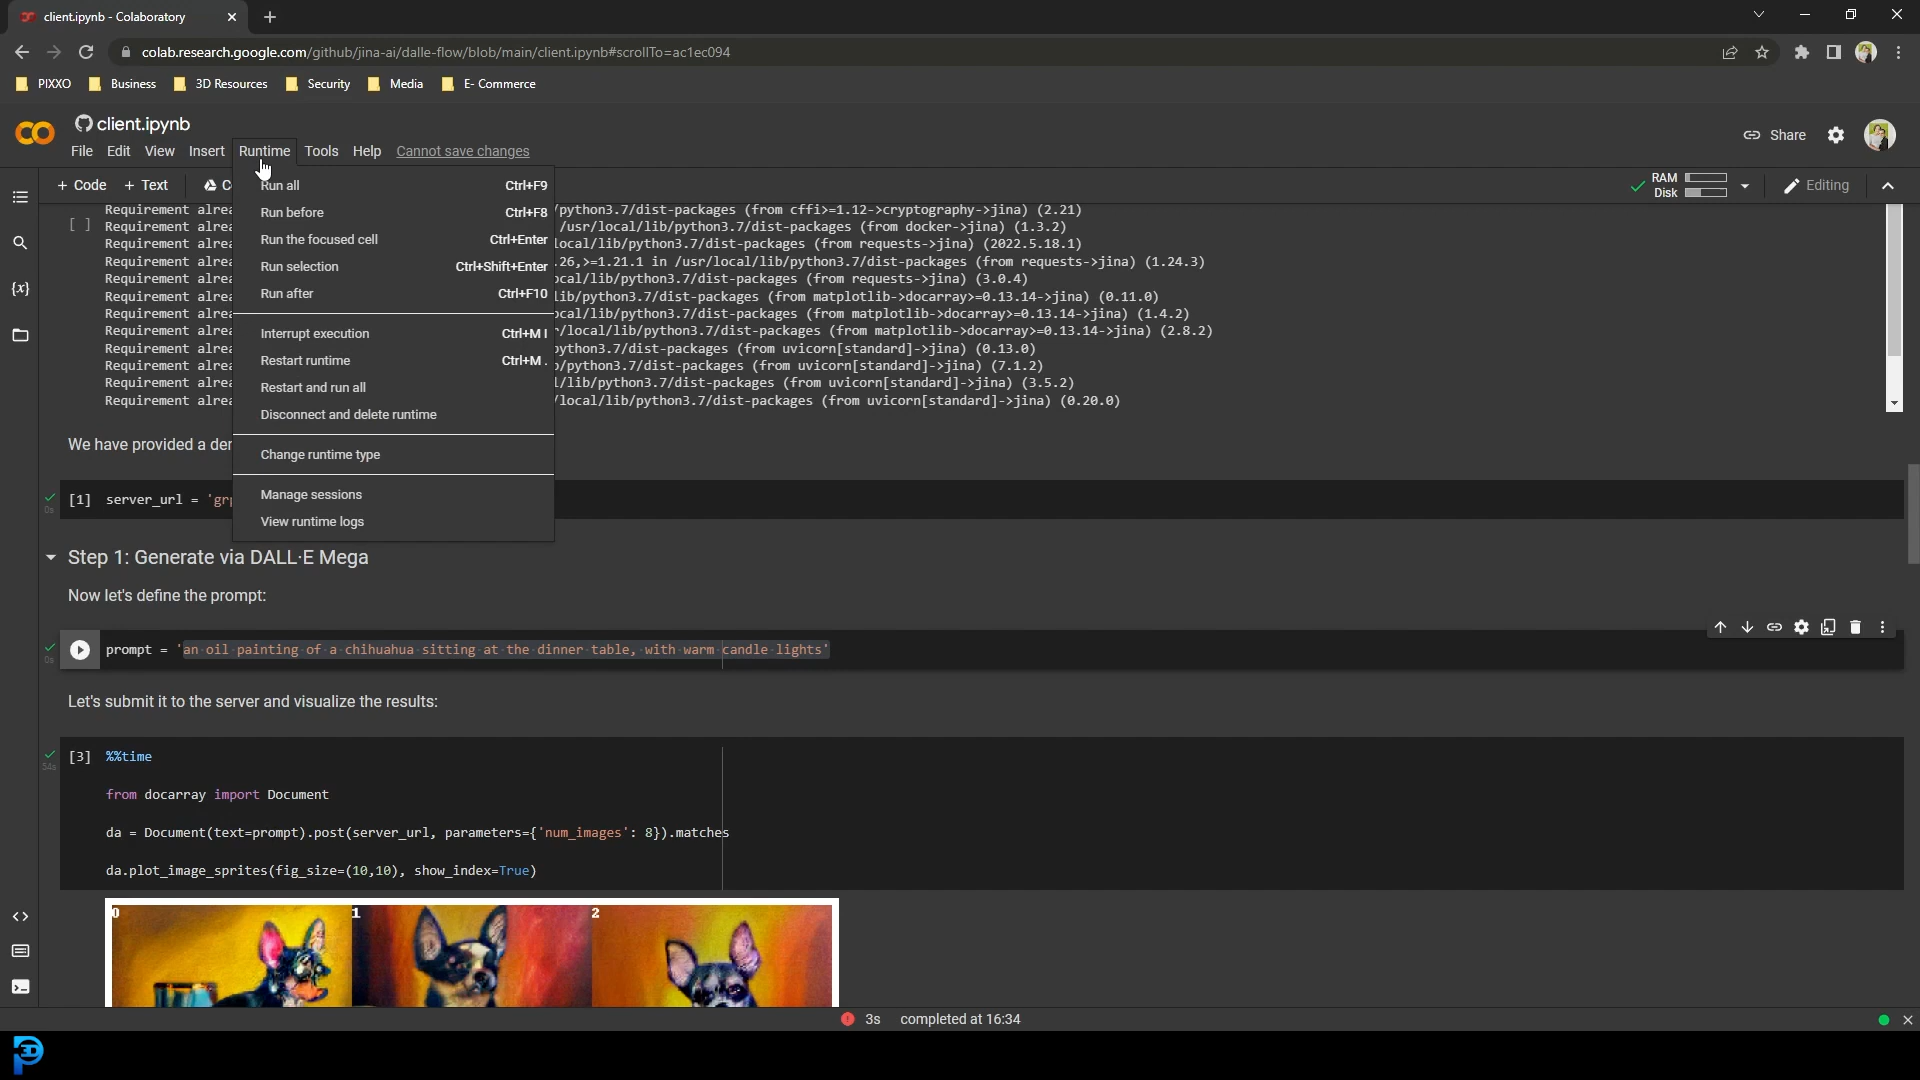 client.ipynb - Colaboratory
colab.research.google.com/github/jina-ai/dalle-flow/blob/main/client.ipynb#scrollTo=ac1ec094
PIXXO Business 3D Resources Security Media E- Commerce
client.ipynb
Share
File Edit View Insert Runtime Tools Help Cannot save changes
+ Code + Text
RAM
Disk
Editing
Run all Ctrl+F9
Run before Ctrl+F8
Run the focused cell Ctrl+Enter
Run selection Ctrl+Shift+Enter
Run after Ctrl+F10
Interrupt execution Ctrl+M I
Restart runtime Ctrl+M .
Restart and run all
Disconnect and delete runtime
Change runtime type
Manage sessions
View runtime logs
[ ]
Requirement alrea /python3.7/dist-packages (from cffi>=1.12->cryptography->jina) (2.21)
Requirement alrea /usr/local/lib/python3.7/dist-packages (from docker->jina) (1.3.2)
Requirement alrea local/lib/python3.7/dist-packages (from requests->jina) (2022.5.18.1)
Requirement alrea .26,>=1.21.1 in /usr/local/lib/python3.7/dist-packages (from requests->jina) (1.24.3)
Requirement alrea ocal/lib/python3.7/dist-packages (from requests->jina) (3.0.4)
Requirement alrea lib/python3.7/dist-packages (from matplotlib->docarray>=0.13.14->jina) (0.11.0)
Requirement alrea ocal/lib/python3.7/dist-packages (from matplotlib->docarray>=0.13.14->jina) (1.4.2)
Requirement alrea r/local/lib/python3.7/dist-packages (from matplotlib->docarray>=0.13.14->jina) (2.8.2)
Requirement alrea ython3.7/dist-packages (from uvicorn[standard]->jina) (0.13.0)
Requirement alrea b/python3.7/dist-packages (from uvicorn[standard]->jina) (7.1.2)
Requirement alrea l/lib/python3.7/dist-packages (from uvicorn[standard]->jina) (3.5.2)
Requirement alrea /local/lib/python3.7/dist-packages (from uvicorn[standard]->jina) (0.20.0)
We have provided a der
[1] server_url = 'grp
0s
Step 1: Generate via DALL·E Mega
Now let's define the prompt:
prompt = 'an oil painting of a chihuahua sitting at the dinner table, with warm candle lights'
0s
Let's submit it to the server and visualize the results:
[3] %%time
54s
from docarray import Document
da = Document(text=prompt).post(server_url, parameters={'num_images': 8}).matches
da.plot_image_sprites(fig_size=(10,10), show_index=True)
0 1 2
3s completed at 16:34